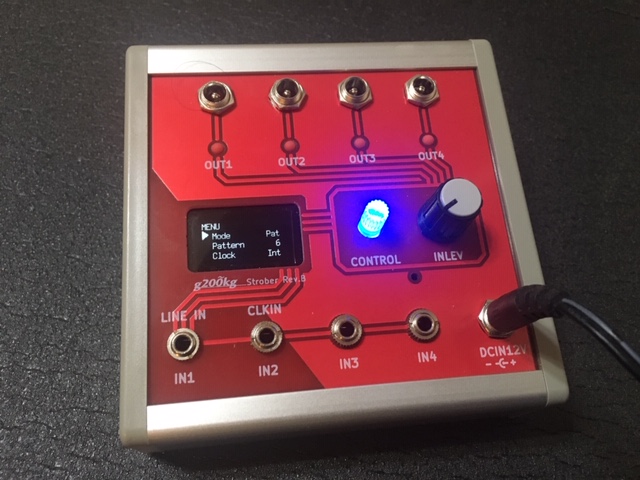 OUT1 OUT2 OUT3 OUT4
MENU
▶ Mode Pat
Pattern 6
Clock Int
CONTROL INLEV
g200kg Strober Rev.8
LINE IN CLKIN
IN1 IN2 IN3 IN4
DCIN12V